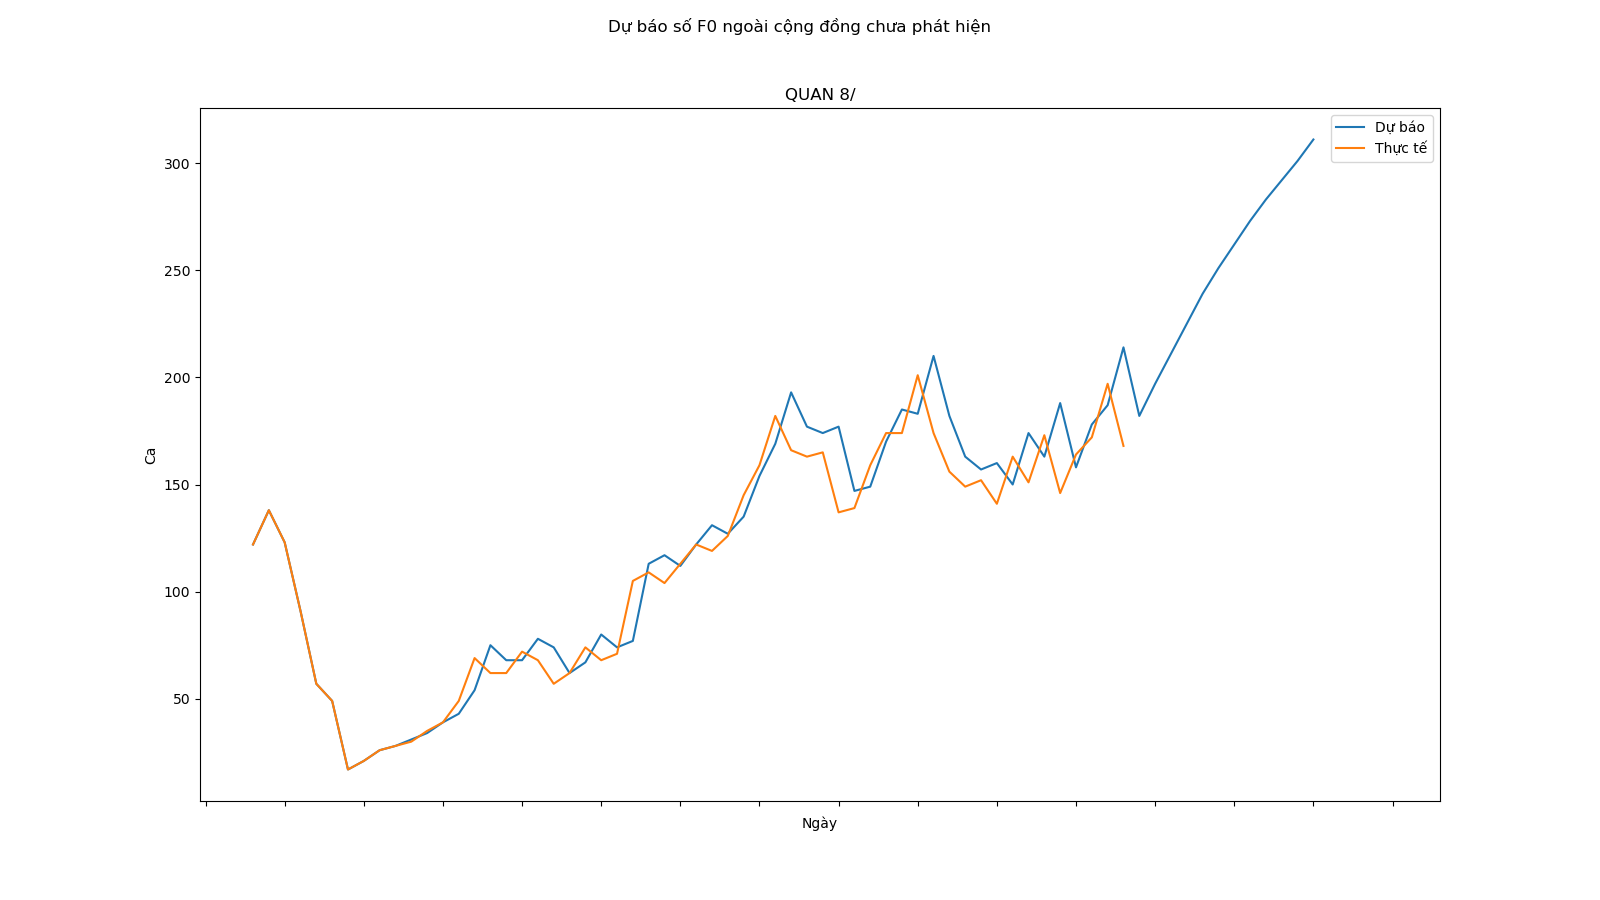 Dự báo số F0 ngoài cộng đồng chưa phát hiện
QUAN 8/
Dự báo
Thực tế
300
250
200
150
100
50
Ca
Ngày